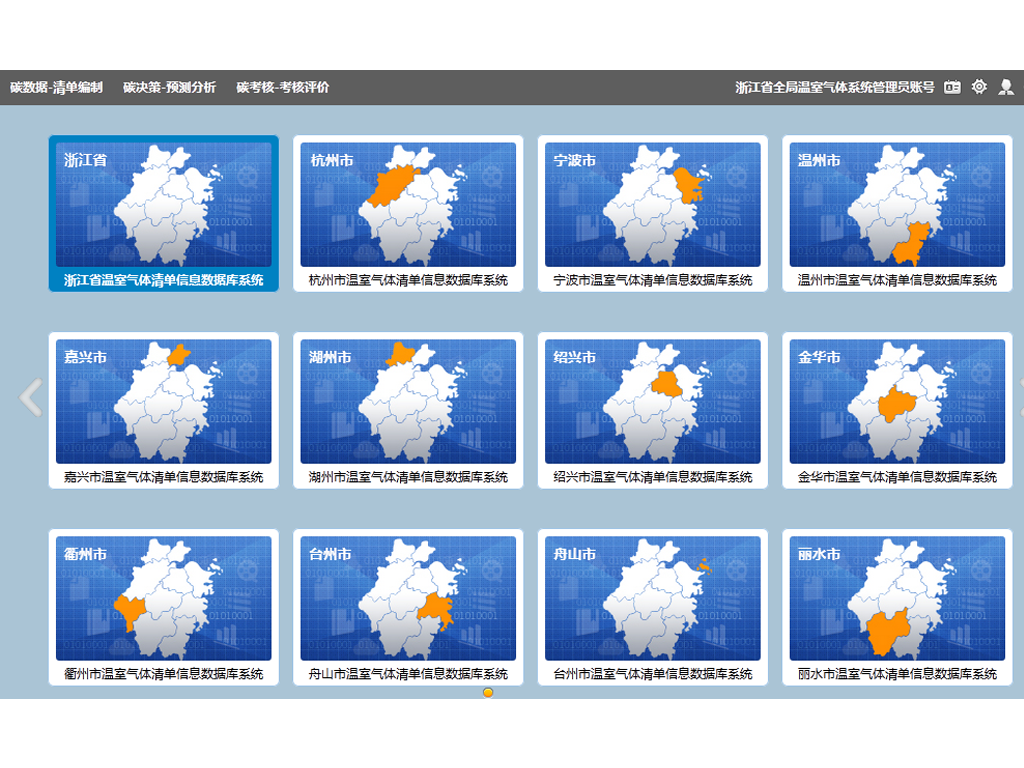 碳数据-清单编制 碳决策-预测分析 碳考核-考核评价 浙江省全局温室气体系统管理员账号
浙江省
杭州市
宁波市
温州市
浙江省温室气体清单信息数据库系统
杭州市温室气体清单信息数据库系统
宁波市温室气体清单信息数据库系统
温州市温室气体清单信息数据库系统
嘉兴市
湖州市
绍兴市
金华市
嘉兴市温室气体清单信息数据库系统
湖州市温室气体清单信息数据库系统
绍兴市温室气体清单信息数据库系统
金华市温室气体清单信息数据库系统
衢州市
台州市
舟山市
丽水市
衢州市温室气体清单信息数据库系统
舟山市温室气体清单信息数据库系统
台州市温室气体清单信息数据库系统
丽水市温室气体清单信息数据库系统